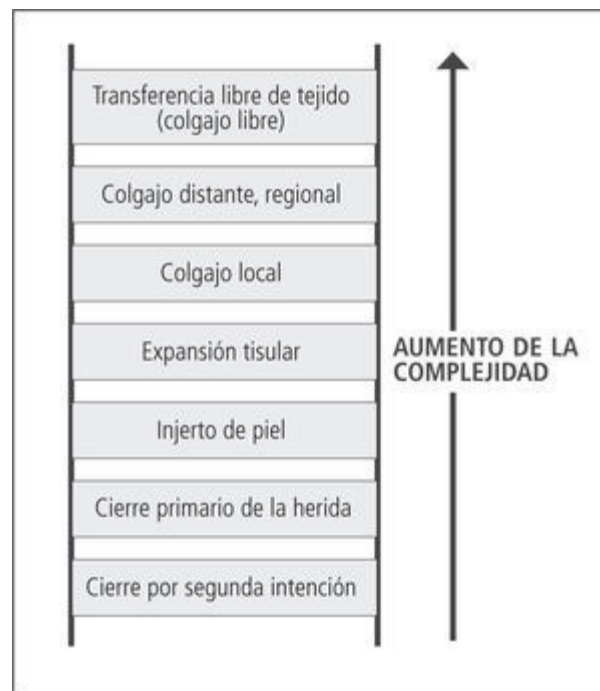 Transferencia libre de tejido
(colgajo libre)
Colgajo distante, regional
Colgajo local
Expansión tisular
Injerto de piel
Cierre primario de la herida
Cierre por segunda intención
AUMENTO DE LA
COMPLEJIDAD